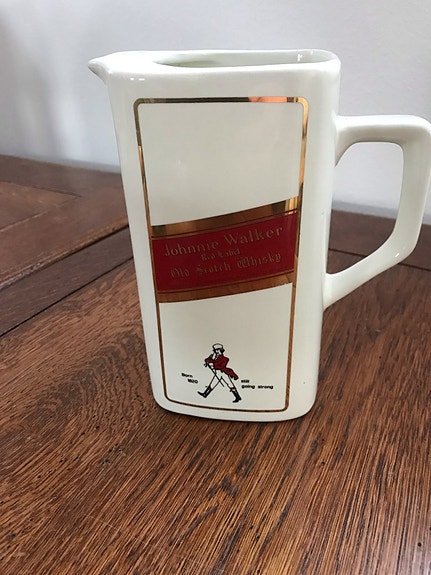 Johnnie Walker
Red Label
Old Scotch Whisky
Born
1820
still
going strong